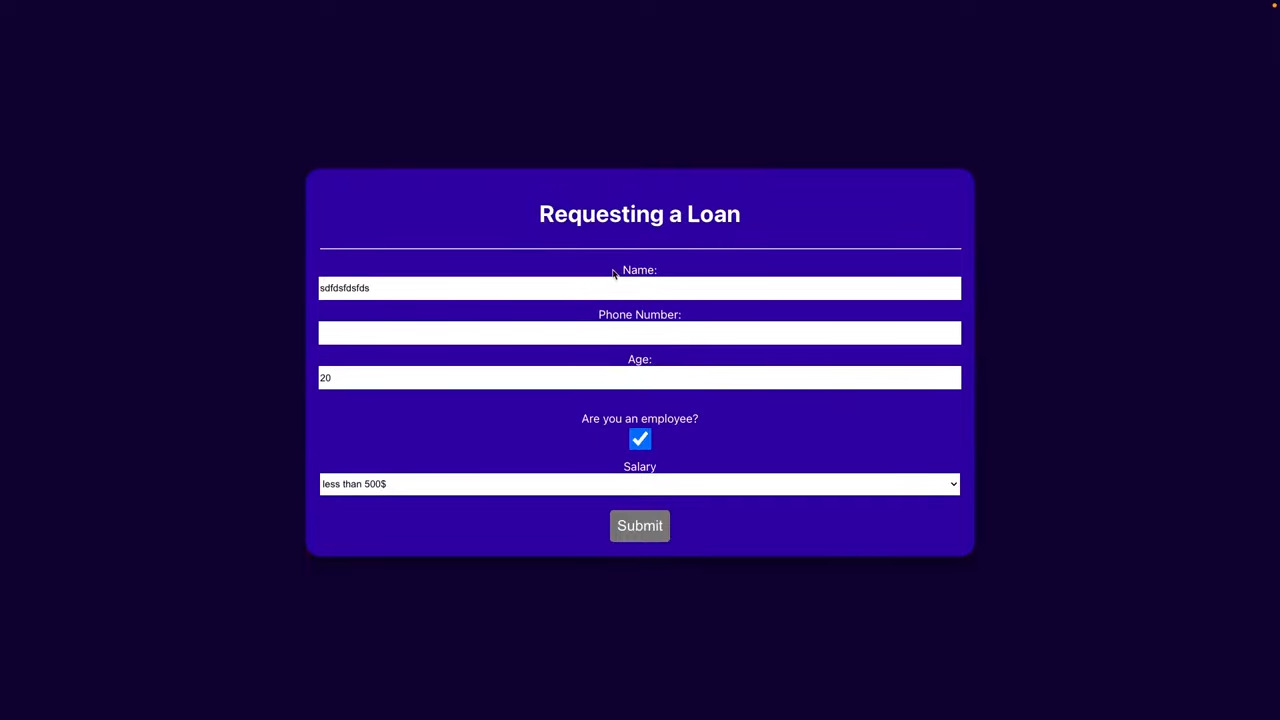 Requesting a Loan
Name:
sdfdsfdsfds
Phone Number:
Age:
20
Are you an employee?
Salary
less than 500$
Submit